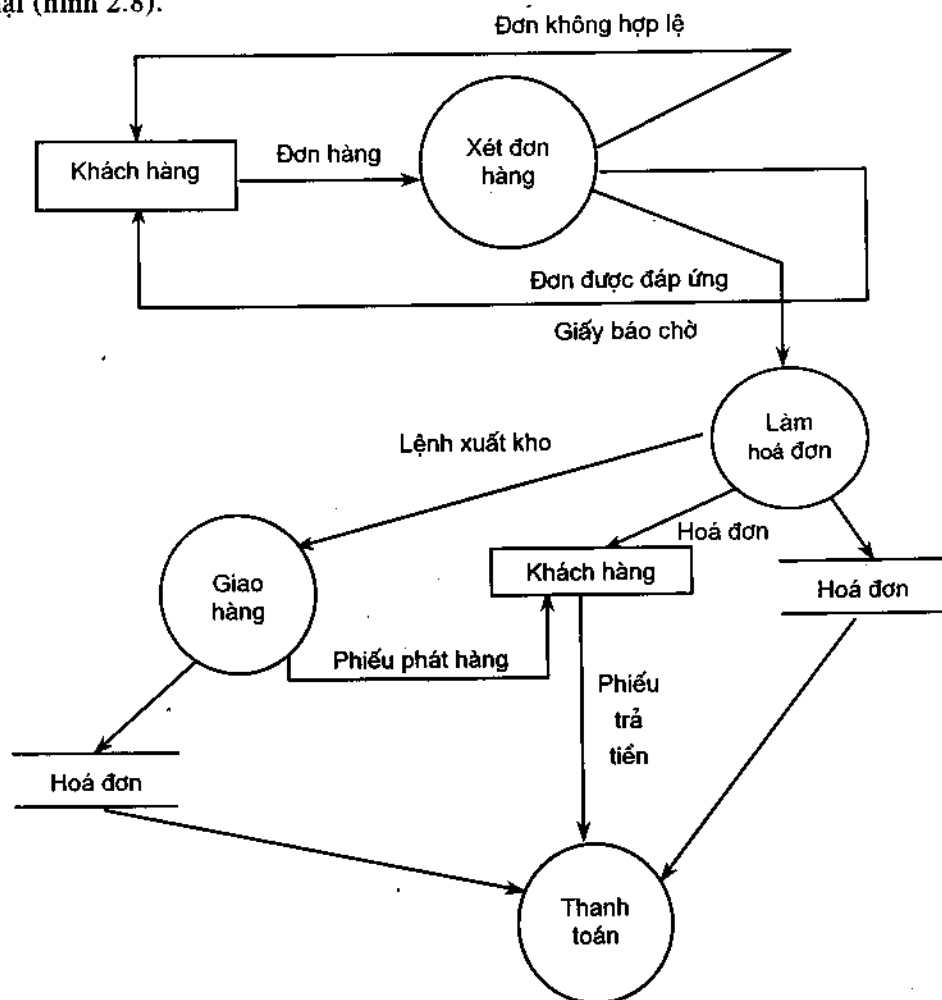 (hình 2.8).
Đơn không hợp lệ
Khách hàng
Đơn hàng
Xét đơn
hàng
Đơn được đáp ứng
Giấy báo chờ
Làm
hoá đơn
Lệnh xuất kho
Hoá đơn
Khách hàng
Hoá đơn
Giao
hàng
Phiếu phát hàng
Phiếu
trả
tiền
Hoá đơn
Thanh
toán